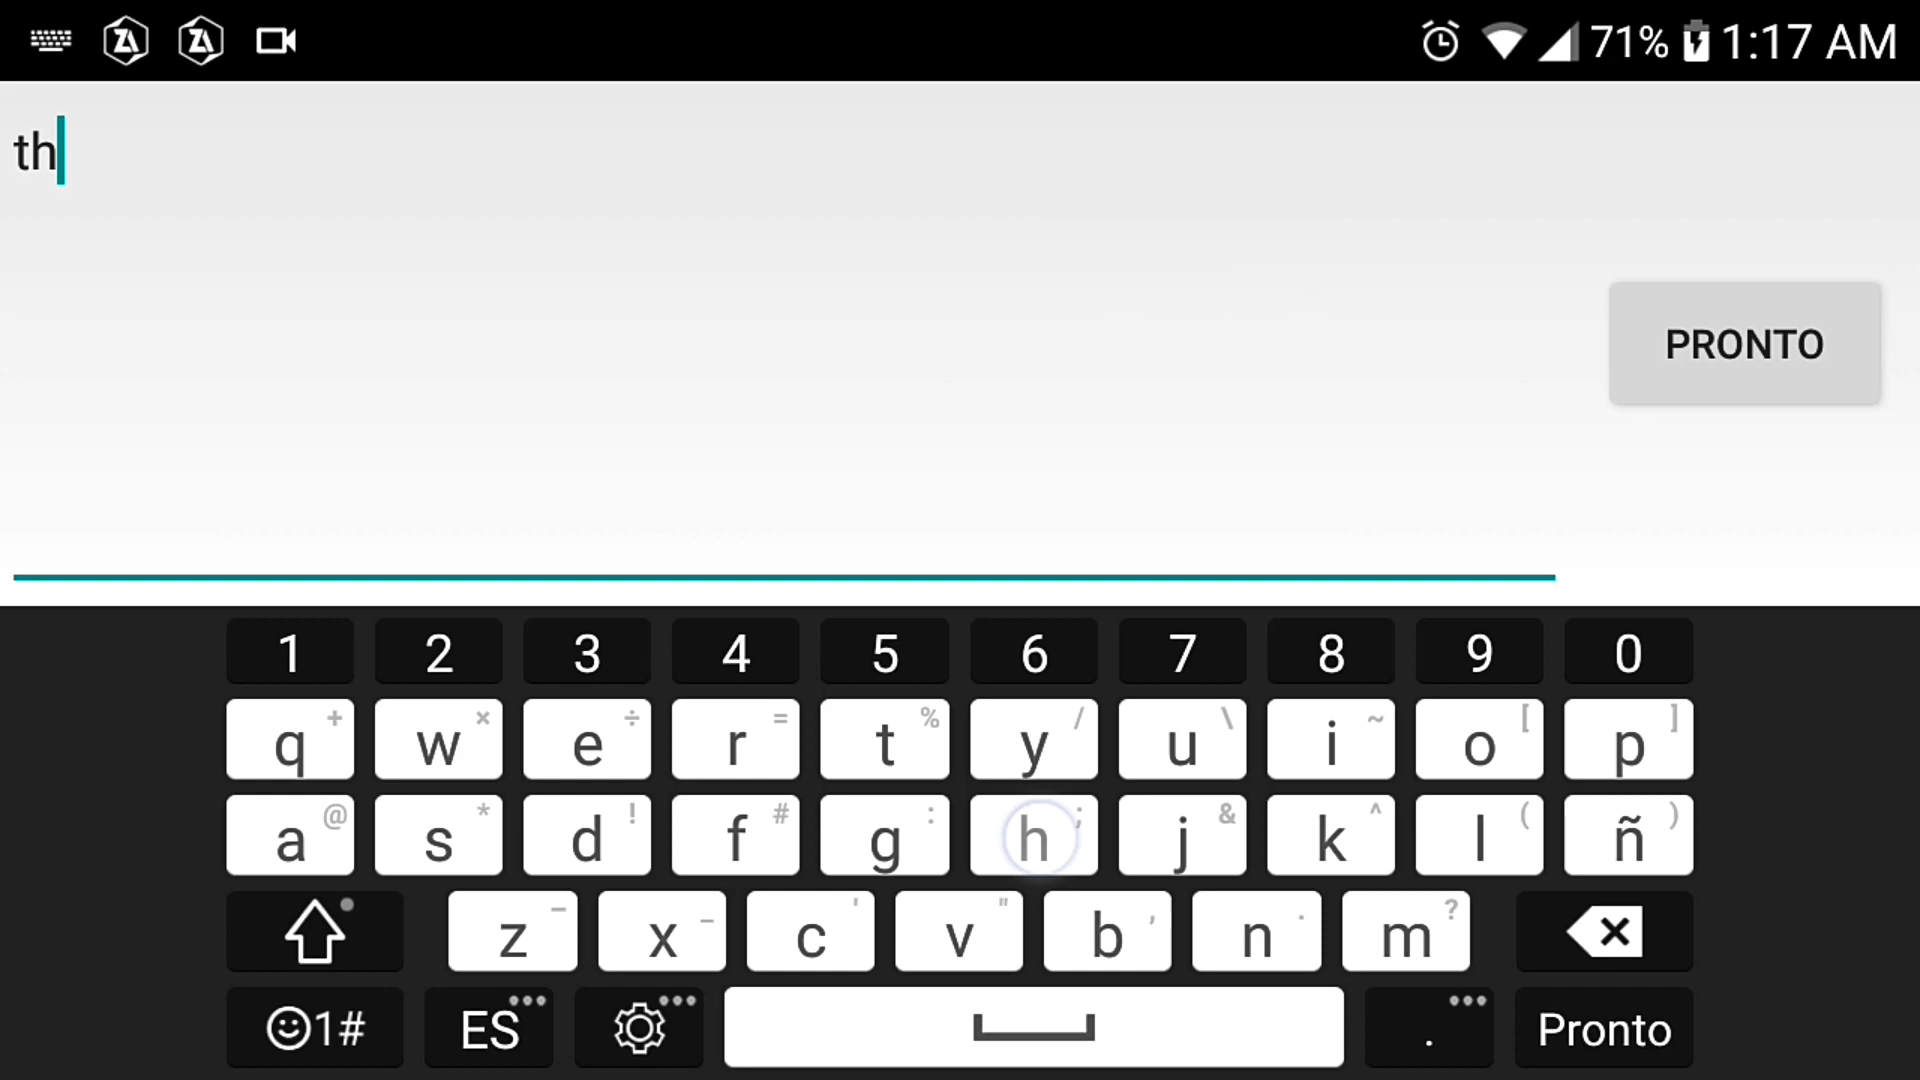 71% 1:17 AM
th
PRONTO
1 2 3 4 5 6 7 8 9 0
q + w × e ÷ r = t % y / u \ i ~ o [ p ]
a @ s * d ! f # g : h ; j & k ^ l ( ñ )
z – x _ c ' v " b , n . m ?
1# ES . Pronto